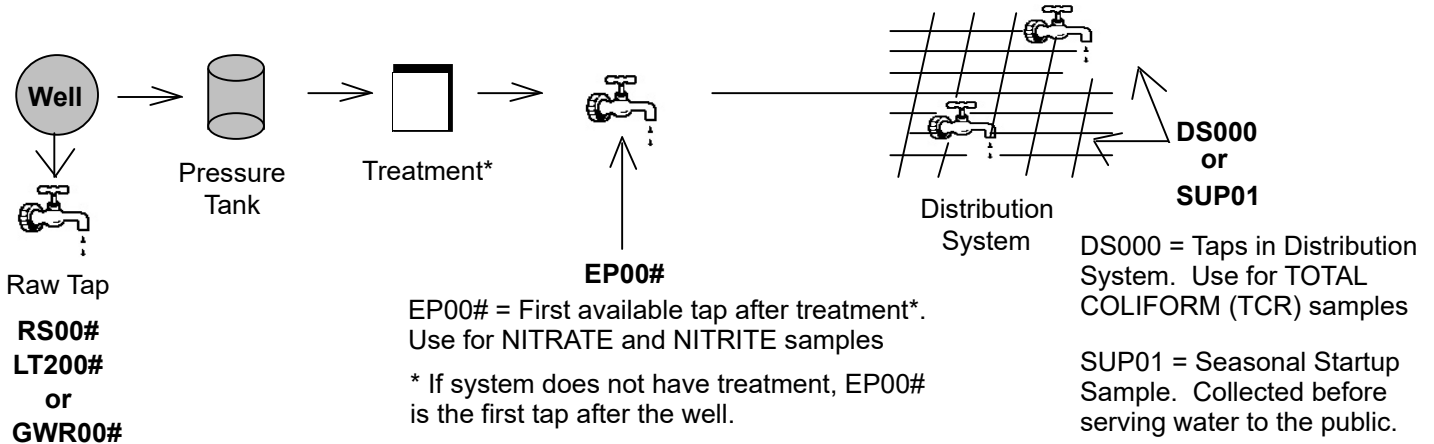 Well
Pressure
Tank
Treatment*
Raw Tap
RS00#
LT200#
or
GWR00#
EP00#
EP00# = First available tap after treatment*.
Use for NITRATE and NITRITE samples
* If system does not have treatment, EP00#
is the first tap after the well.
Distribution
System
DS000
or
SUP01
DS000 = Taps in Distribution
System. Use for TOTAL
COLIFORM (TCR) samples
SUP01 = Seasonal Startup
Sample. Collected before
serving water to the public.